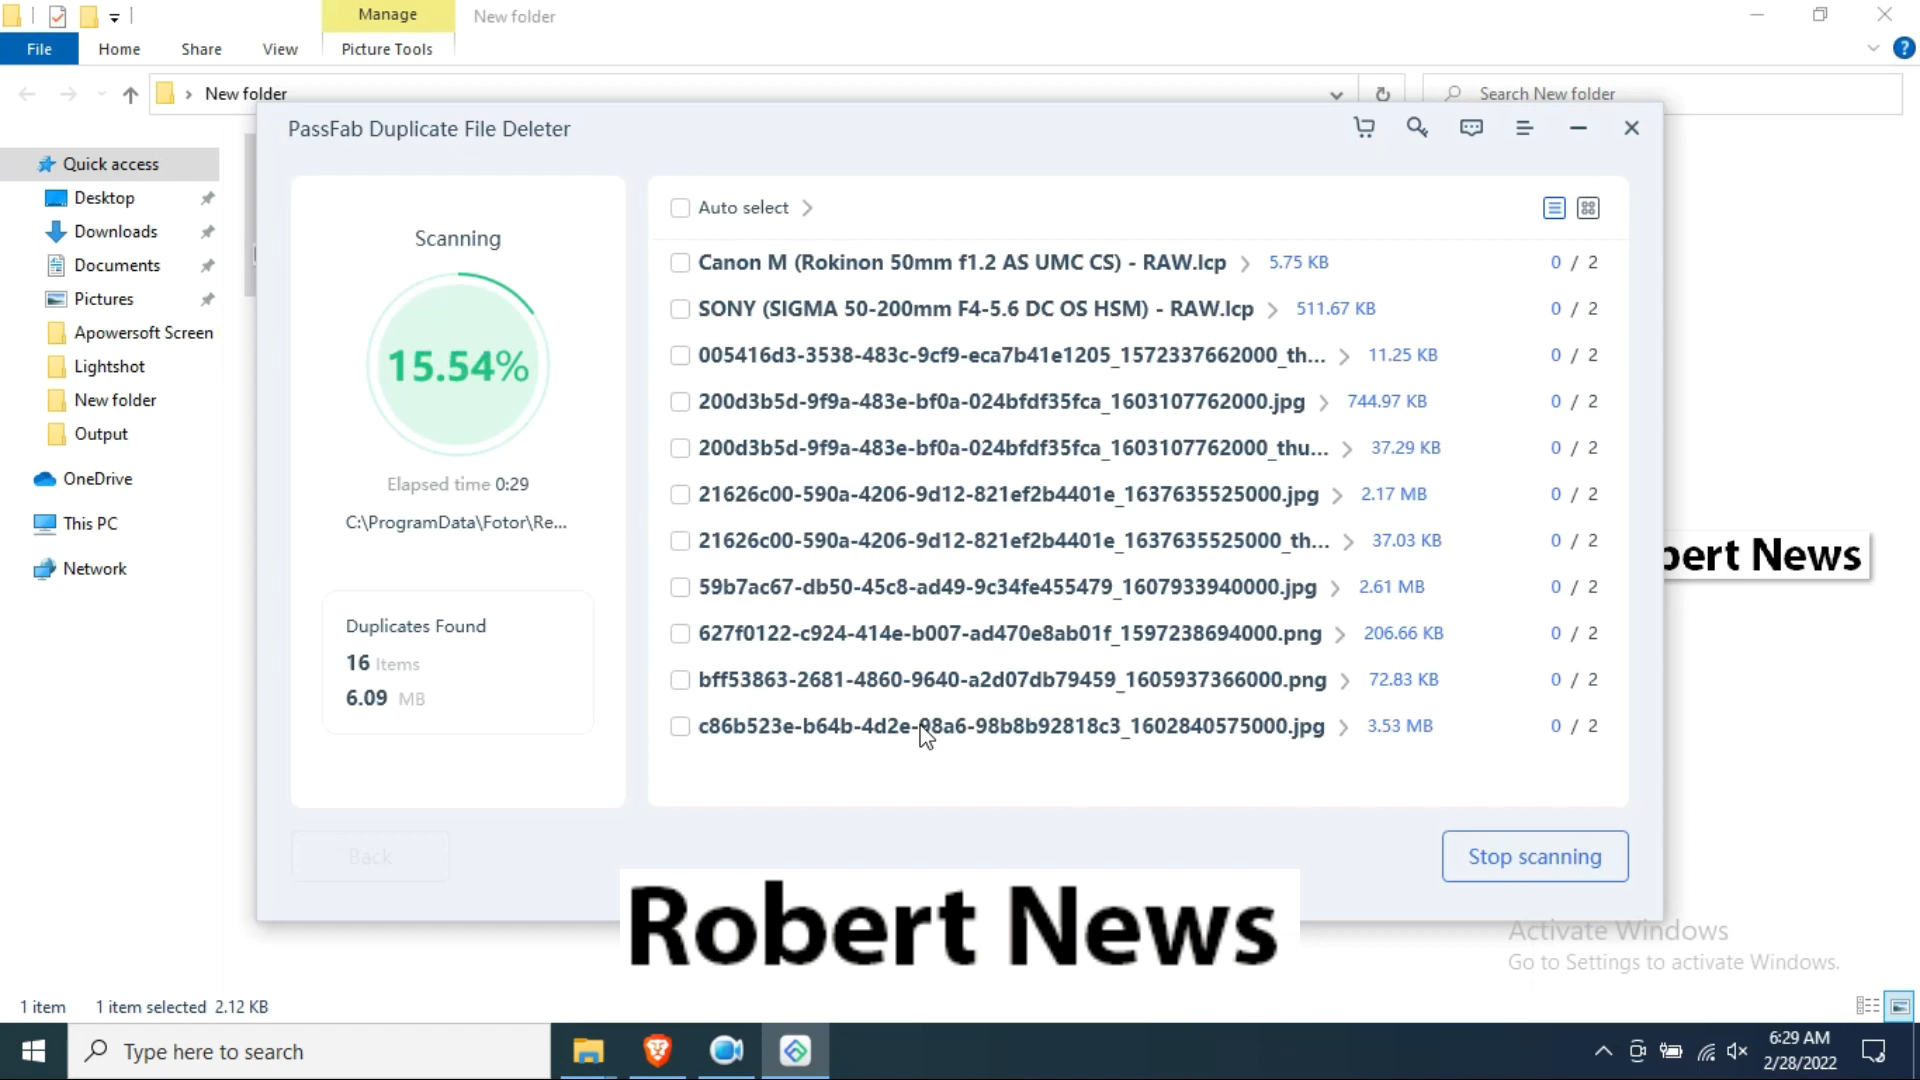 Manage
New folder
File
Home
Share
View
Picture Tools
New folder
Search New folder
PassFab Duplicate File Deleter
Quick access
Desktop
Downloads
Documents
Pictures
Apowersoft Screen
Lightshot
New folder
Output
OneDrive
This PC
Network
Scanning
15.54%
Elapsed time 0:29
C:\ProgramData\Fotor\Re...
Duplicates Found
16 Items
6.09 MB
Auto select
Canon M (Rokinon 50mm f1.2 AS UMC CS) - RAW.lcp 5.75 KB 0 / 2
SONY (SIGMA 50-200mm F4-5.6 DC OS HSM) - RAW.lcp 511.67 KB 0 / 2
005416d3-3538-483c-9cf9-eca7b41e1205_1572337662000_th... 11.25 KB 0 / 2
200d3b5d-9f9a-483e-bf0a-024bfdf35fca_1603107762000.jpg 744.97 KB 0 / 2
200d3b5d-9f9a-483e-bf0a-024bfdf35fca_1603107762000_thu... 37.29 KB 0 / 2
21626c00-590a-4206-9d12-821ef2b4401e_1637635525000.jpg 2.17 MB 0 / 2
21626c00-590a-4206-9d12-821ef2b4401e_1637635525000_th... 37.03 KB 0 / 2
59b7ac67-db50-45c8-ad49-9c34fe455479_1607933940000.jpg 2.61 MB 0 / 2
627f0122-c924-414e-b007-ad470e8ab01f_1597238694000.png 206.66 KB 0 / 2
bff53863-2681-4860-9640-a2d07db79459_1605937366000.png 72.83 KB 0 / 2
c86b523e-b64b-4d2e-98a6-98b8b92818c3_1602840575000.jpg 3.53 MB 0 / 2
bert News
Back
Stop scanning
Robert News
Activate Windows
Go to Settings to activate Windows.
1 item 1 item selected 2.12 KB
Type here to search
6:29 AM
2/28/2022